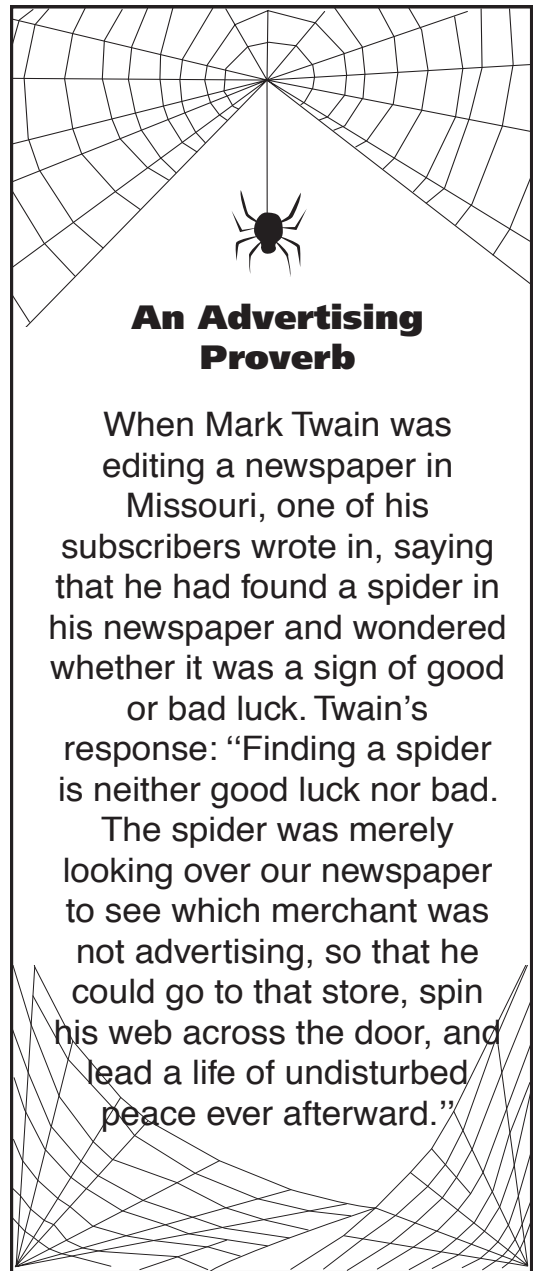 An Advertising
Proverb
When Mark Twain was
editing a newspaper in
Missouri, one of his
subscribers wrote in, saying
that he had found a spider in
his newspaper and wondered
whether it was a sign of good
or bad luck. Twain’s
response: ‘‘Finding a spider
is neither good luck nor bad.
The spider was merely
looking over our newspaper
to see which merchant was
not advertising, so that he
could go to that store, spin
his web across the door, and
lead a life of undisturbed
peace ever afterward.’’